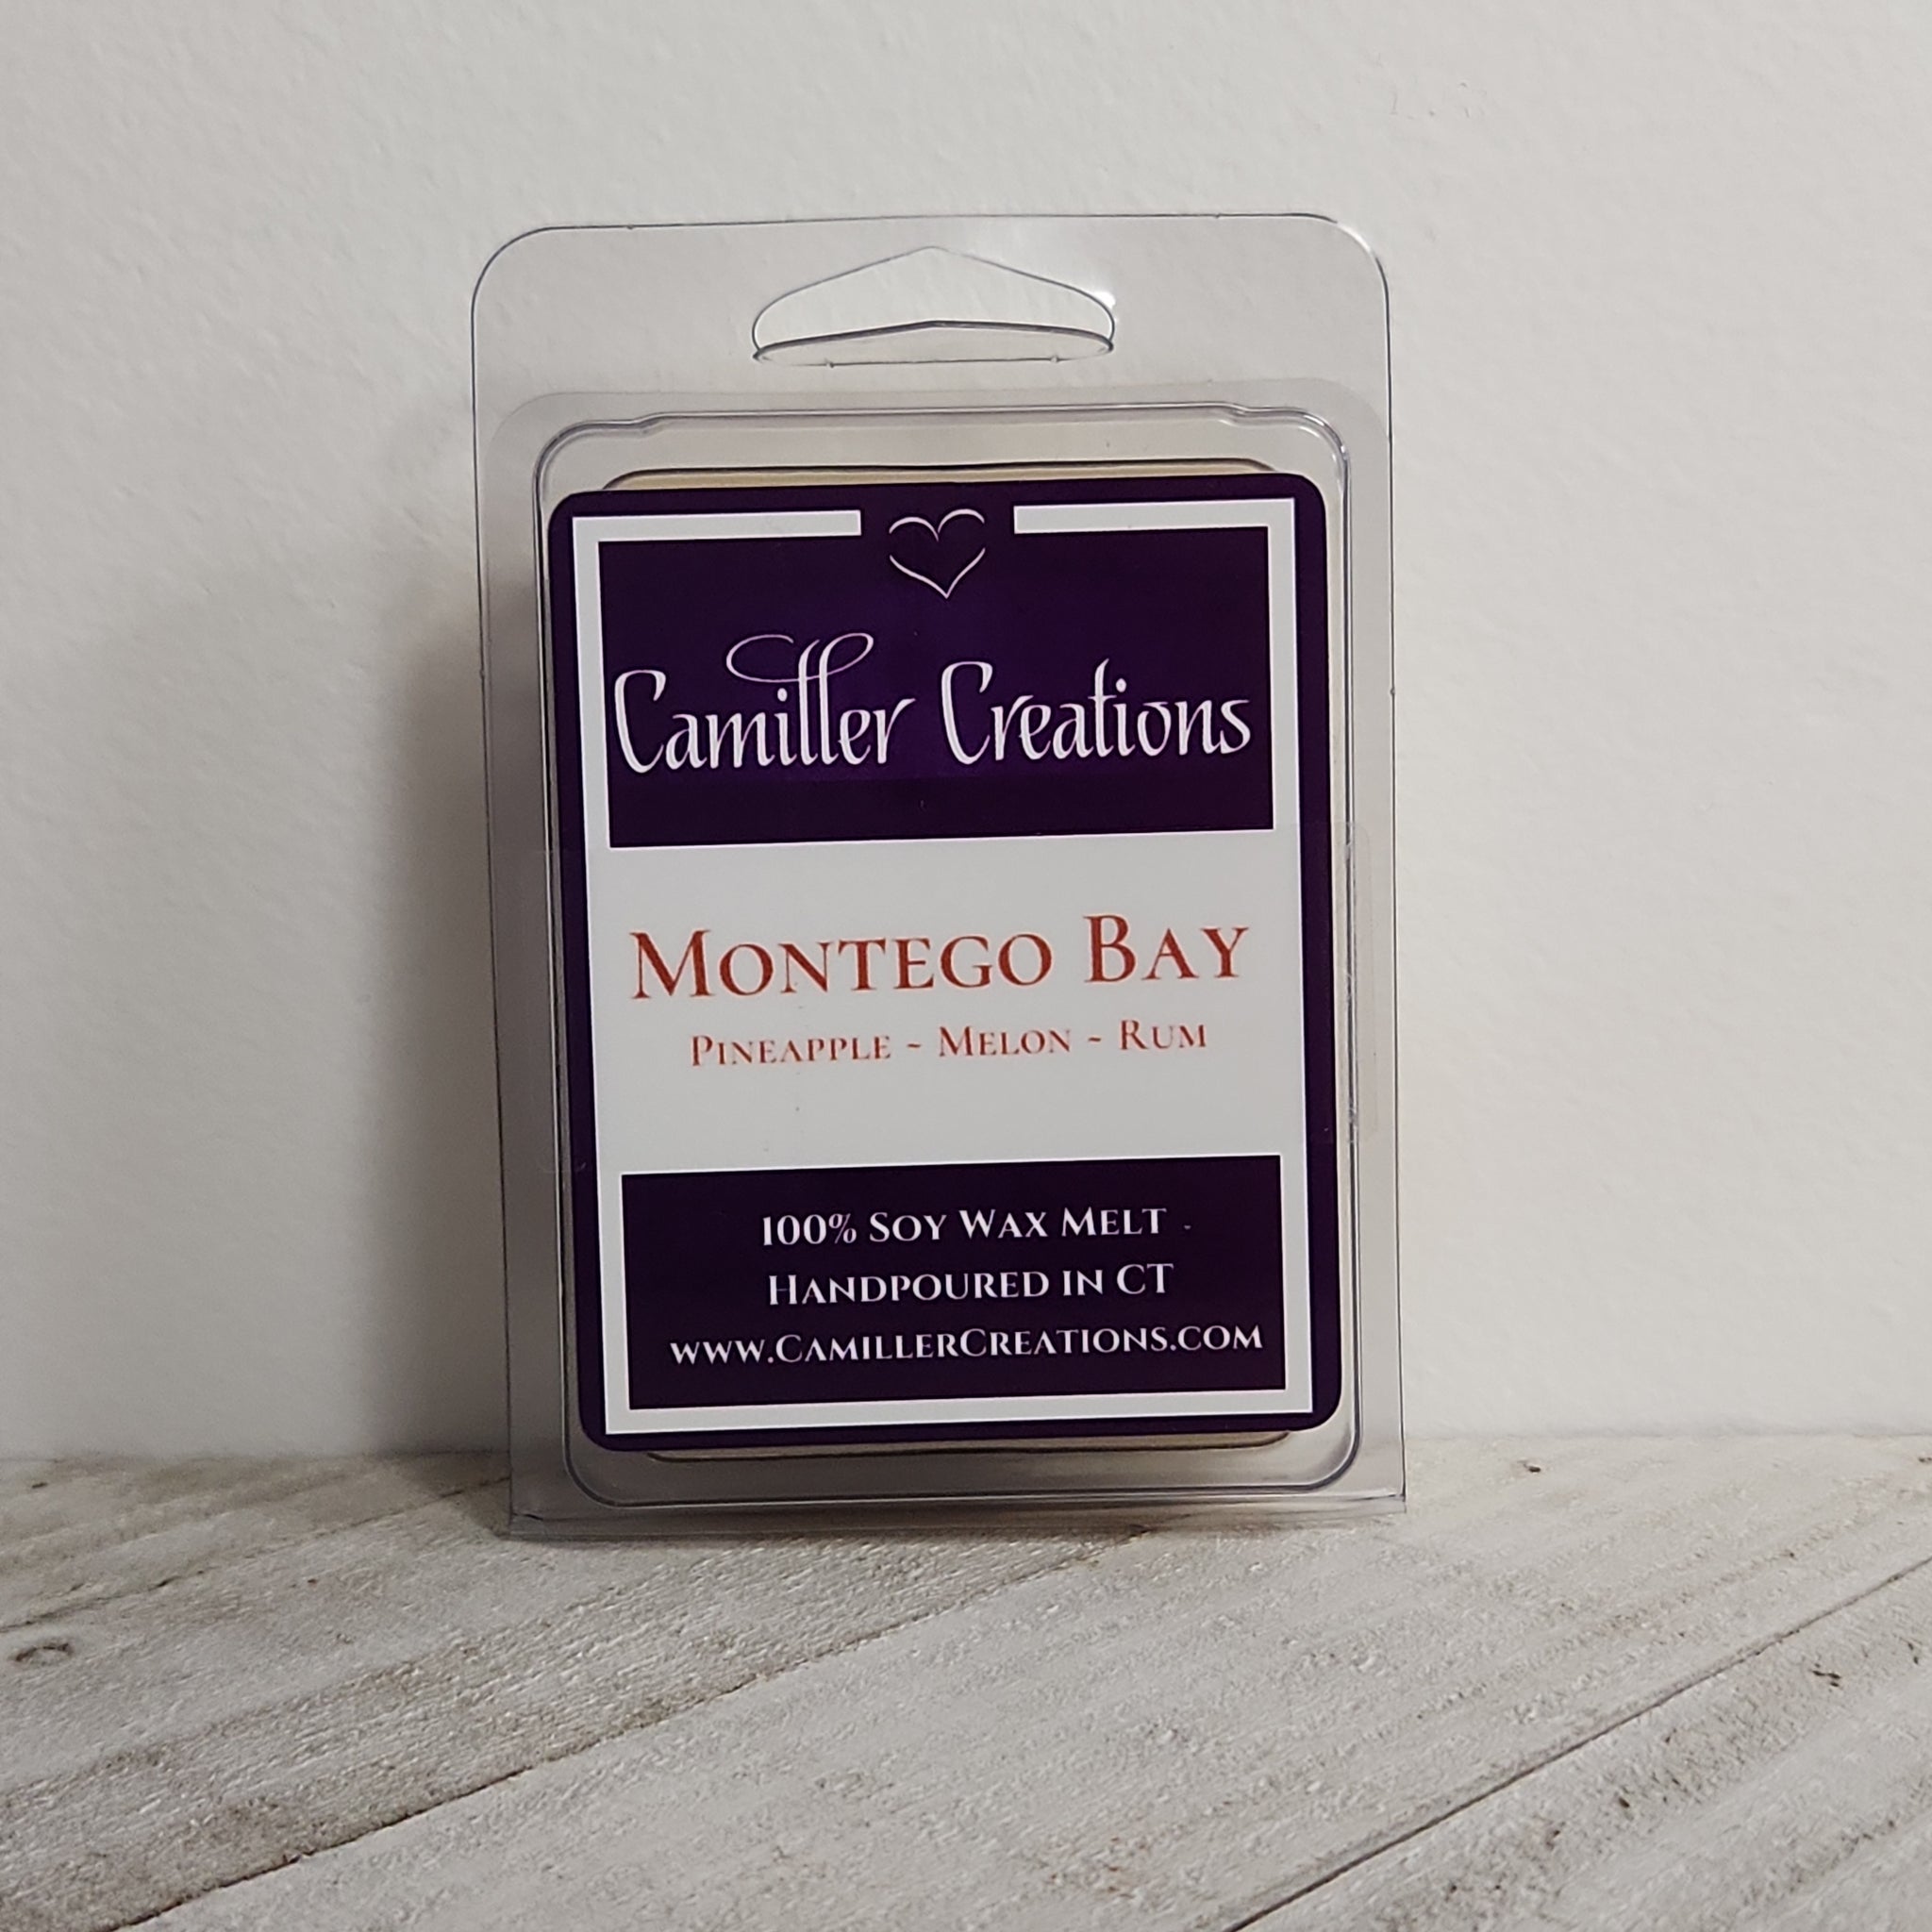 Camiller Creations
Montego Bay
Pineapple ~ Melon ~ Rum
100% Soy Wax Melt
Handpoured in CT
www.CamillerCreations.com